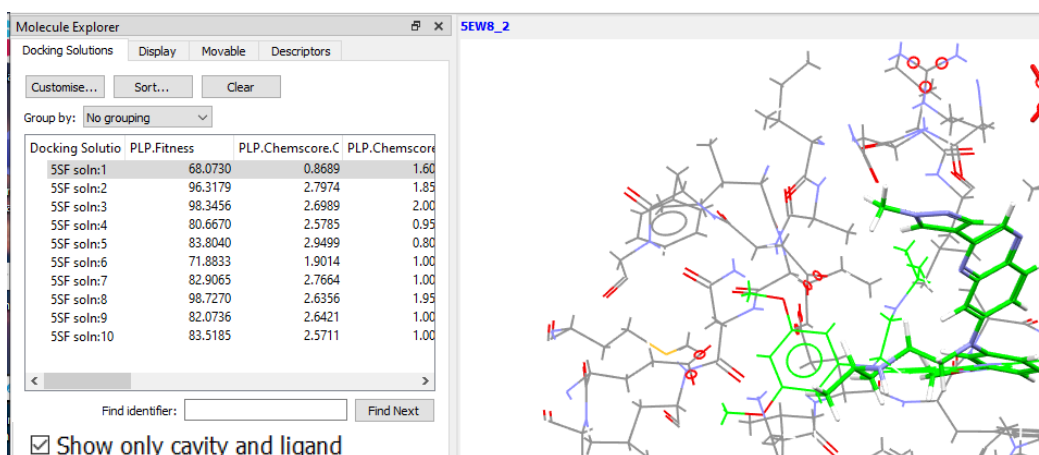 Molecule Explorer
Docking Solutions Display Movable Descriptors
Customise... Sort... Clear
Group by: No grouping
Docking Solutio PLP.Fitness PLP.Chemscore.C PLP.Chemscore
5SF soln:1 68.0730 0.8689 1.60
5SF soln:2 96.3179 2.7974 1.85
5SF soln:3 98.3456 2.6989 2.00
5SF soln:4 80.6670 2.5785 0.95
5SF soln:5 83.8040 2.9499 0.80
5SF soln:6 71.8833 1.9014 1.00
5SF soln:7 82.9065 2.7664 1.00
5SF soln:8 98.7270 2.6356 1.95
5SF soln:9 82.0736 2.6421 1.00
5SF soln:10 83.5185 2.5711 1.00
Find identifier: Find Next
Show only cavity and ligand
5EW8_2